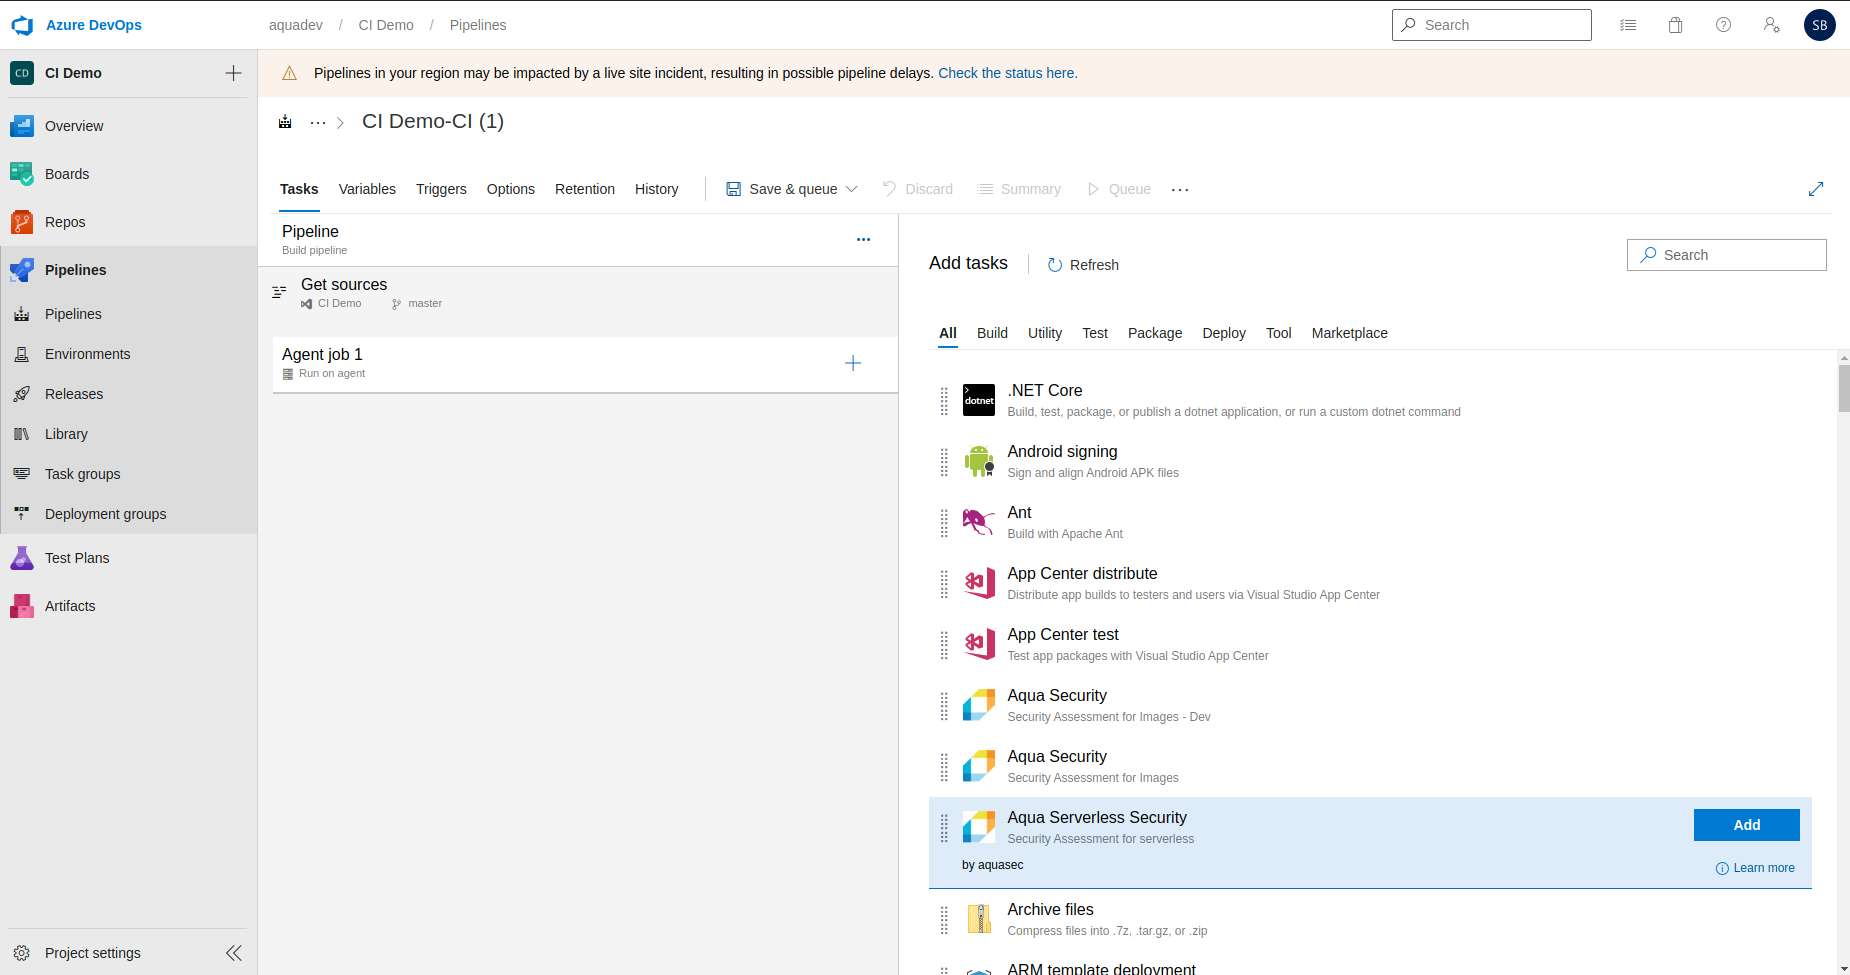 Azure DevOps
aquadev / CI Demo / Pipelines
Search
SB
CD
CI Demo
Overview
Boards
Repos
Pipelines
Pipelines
Environments
Releases
Library
Task groups
Deployment groups
Test Plans
Artifacts
Project settings
Pipelines in your region may be impacted by a live site incident, resulting in possible pipeline delays. Check the status here.
CI Demo-CI (1)
Tasks Variables Triggers Options Retention History Save & queue Discard Summary Queue
Pipeline
Build pipeline
Get sources
CI Demo master
Agent job 1
Run on agent
Add tasks Refresh
Search
All Build Utility Test Package Deploy Tool Marketplace
dotnet
.NET Core
Build, test, package, or publish a dotnet application, or run a custom dotnet command
Android signing
Sign and align Android APK files
Ant
Build with Apache Ant
App Center distribute
Distribute app builds to testers and users via Visual Studio App Center
App Center test
Test app packages with Visual Studio App Center
Aqua Security
Security Assessment for Images - Dev
Aqua Security
Security Assessment for Images
Aqua Serverless Security
Security Assessment for serverless
Add
by aquasec
Learn more
Archive files
Compress files into .7z, .tar.gz, or .zip
ARM template deployment